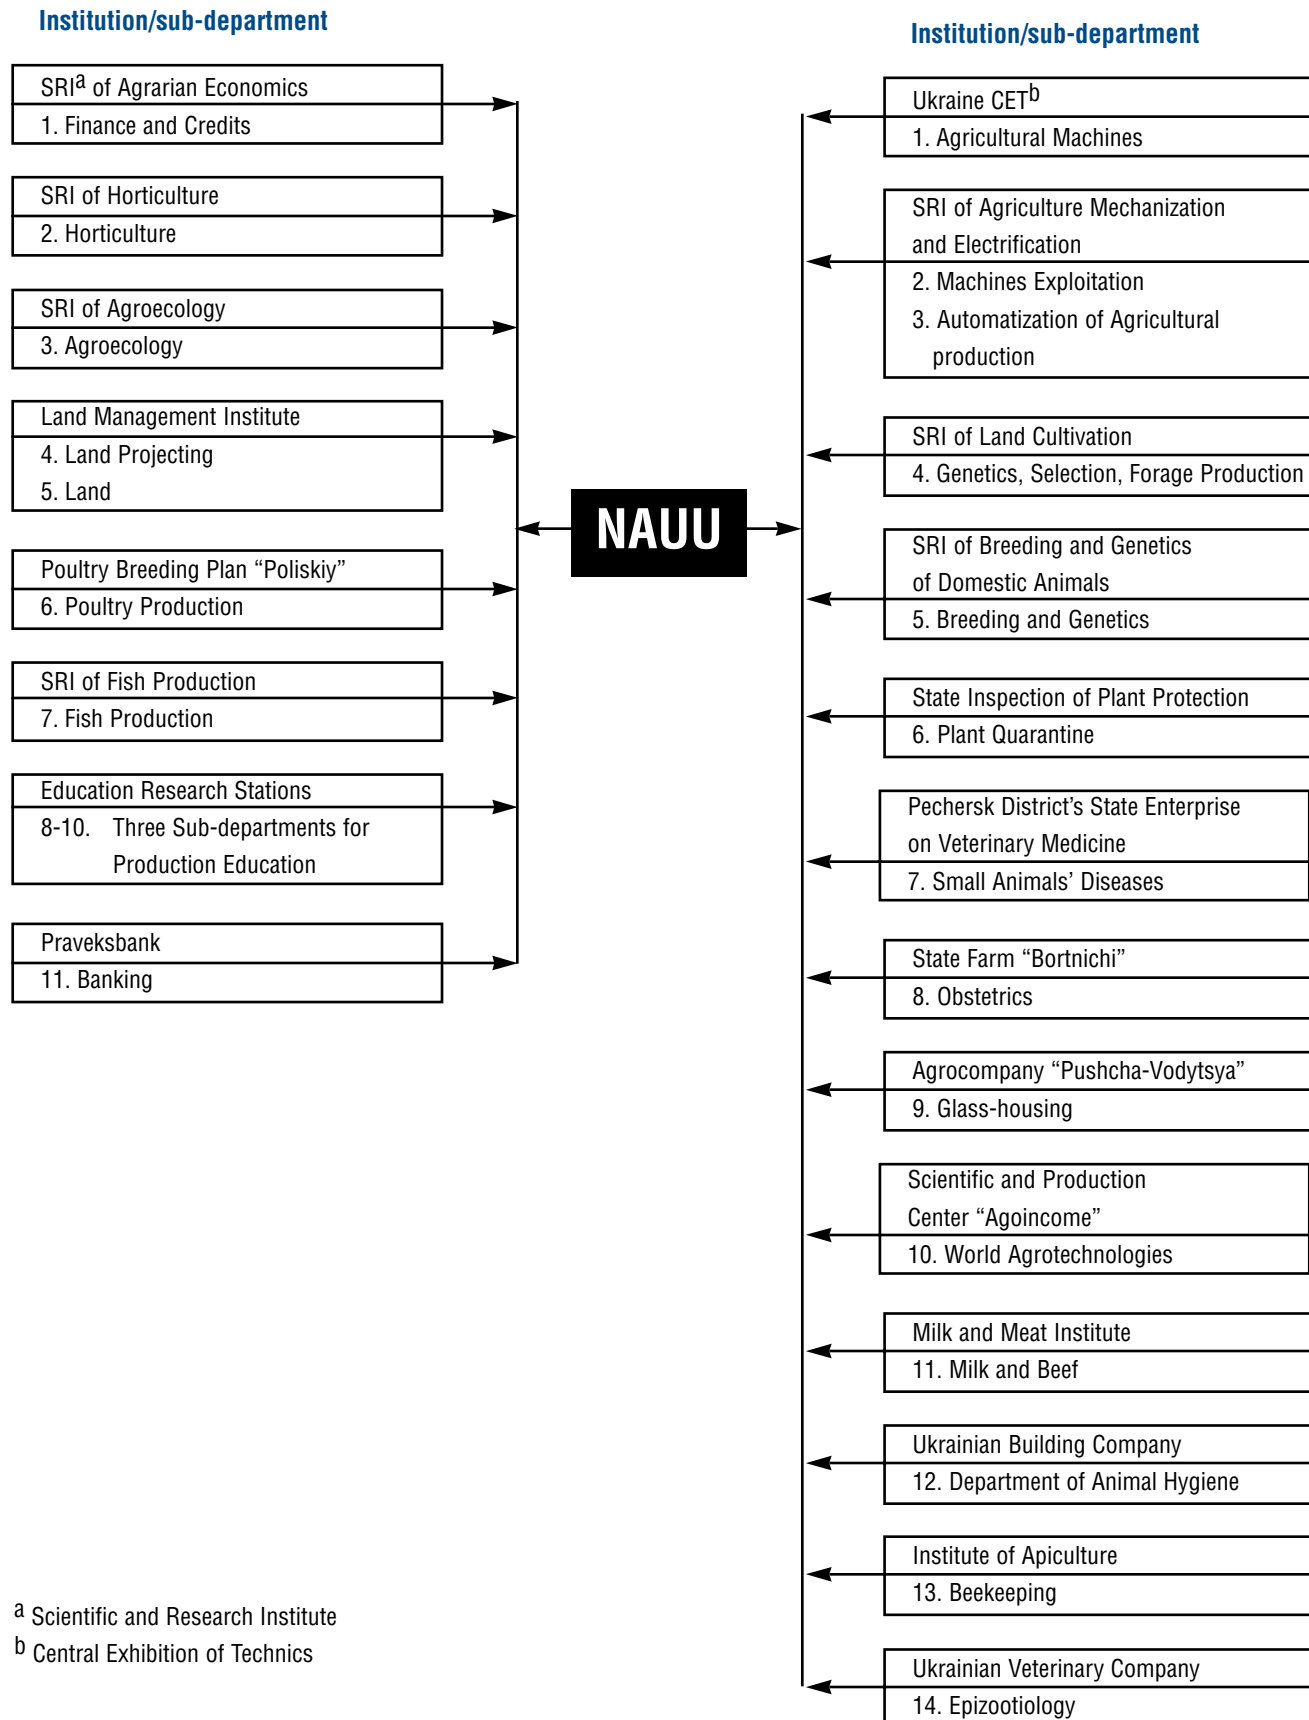 Institution/sub-department
SRIa of Agrarian Economics
1. Finance and Credits
SRI of Horticulture
2. Horticulture
SRI of Agroecology
3. Agroecology
Land Management Institute
4. Land Projecting
5. Land
Poultry Breeding Plan “Poliskiy”
6. Poultry Production
SRI of Fish Production
7. Fish Production
Education Research Stations
8-10. Three Sub-departments for
Production Education
Praveksbank
11. Banking
NAUU
Institution/sub-department
Ukraine CETb
1. Agricultural Machines
SRI of Agriculture Mechanization
and Electrification
2. Machines Exploitation
3. Automatization of Agricultural
production
SRI of Land Cultivation
4. Genetics, Selection, Forage Production
SRI of Breeding and Genetics
of Domestic Animals
5. Breeding and Genetics
State Inspection of Plant Protection
6. Plant Quarantine
Pechersk District’s State Enterprise
on Veterinary Medicine
7. Small Animals’ Diseases
State Farm “Bortnichi”
8. Obstetrics
Agrocompany “Pushcha-Vodytsya”
9. Glass-housing
Scientific and Production
Center “Agoincome”
10. World Agrotechnologies
Milk and Meat Institute
11. Milk and Beef
Ukrainian Building Company
12. Department of Animal Hygiene
Institute of Apiculture
13. Beekeeping
Ukrainian Veterinary Company
14. Epizootiology
a Scientific and Research Institute
b Central Exhibition of Technics